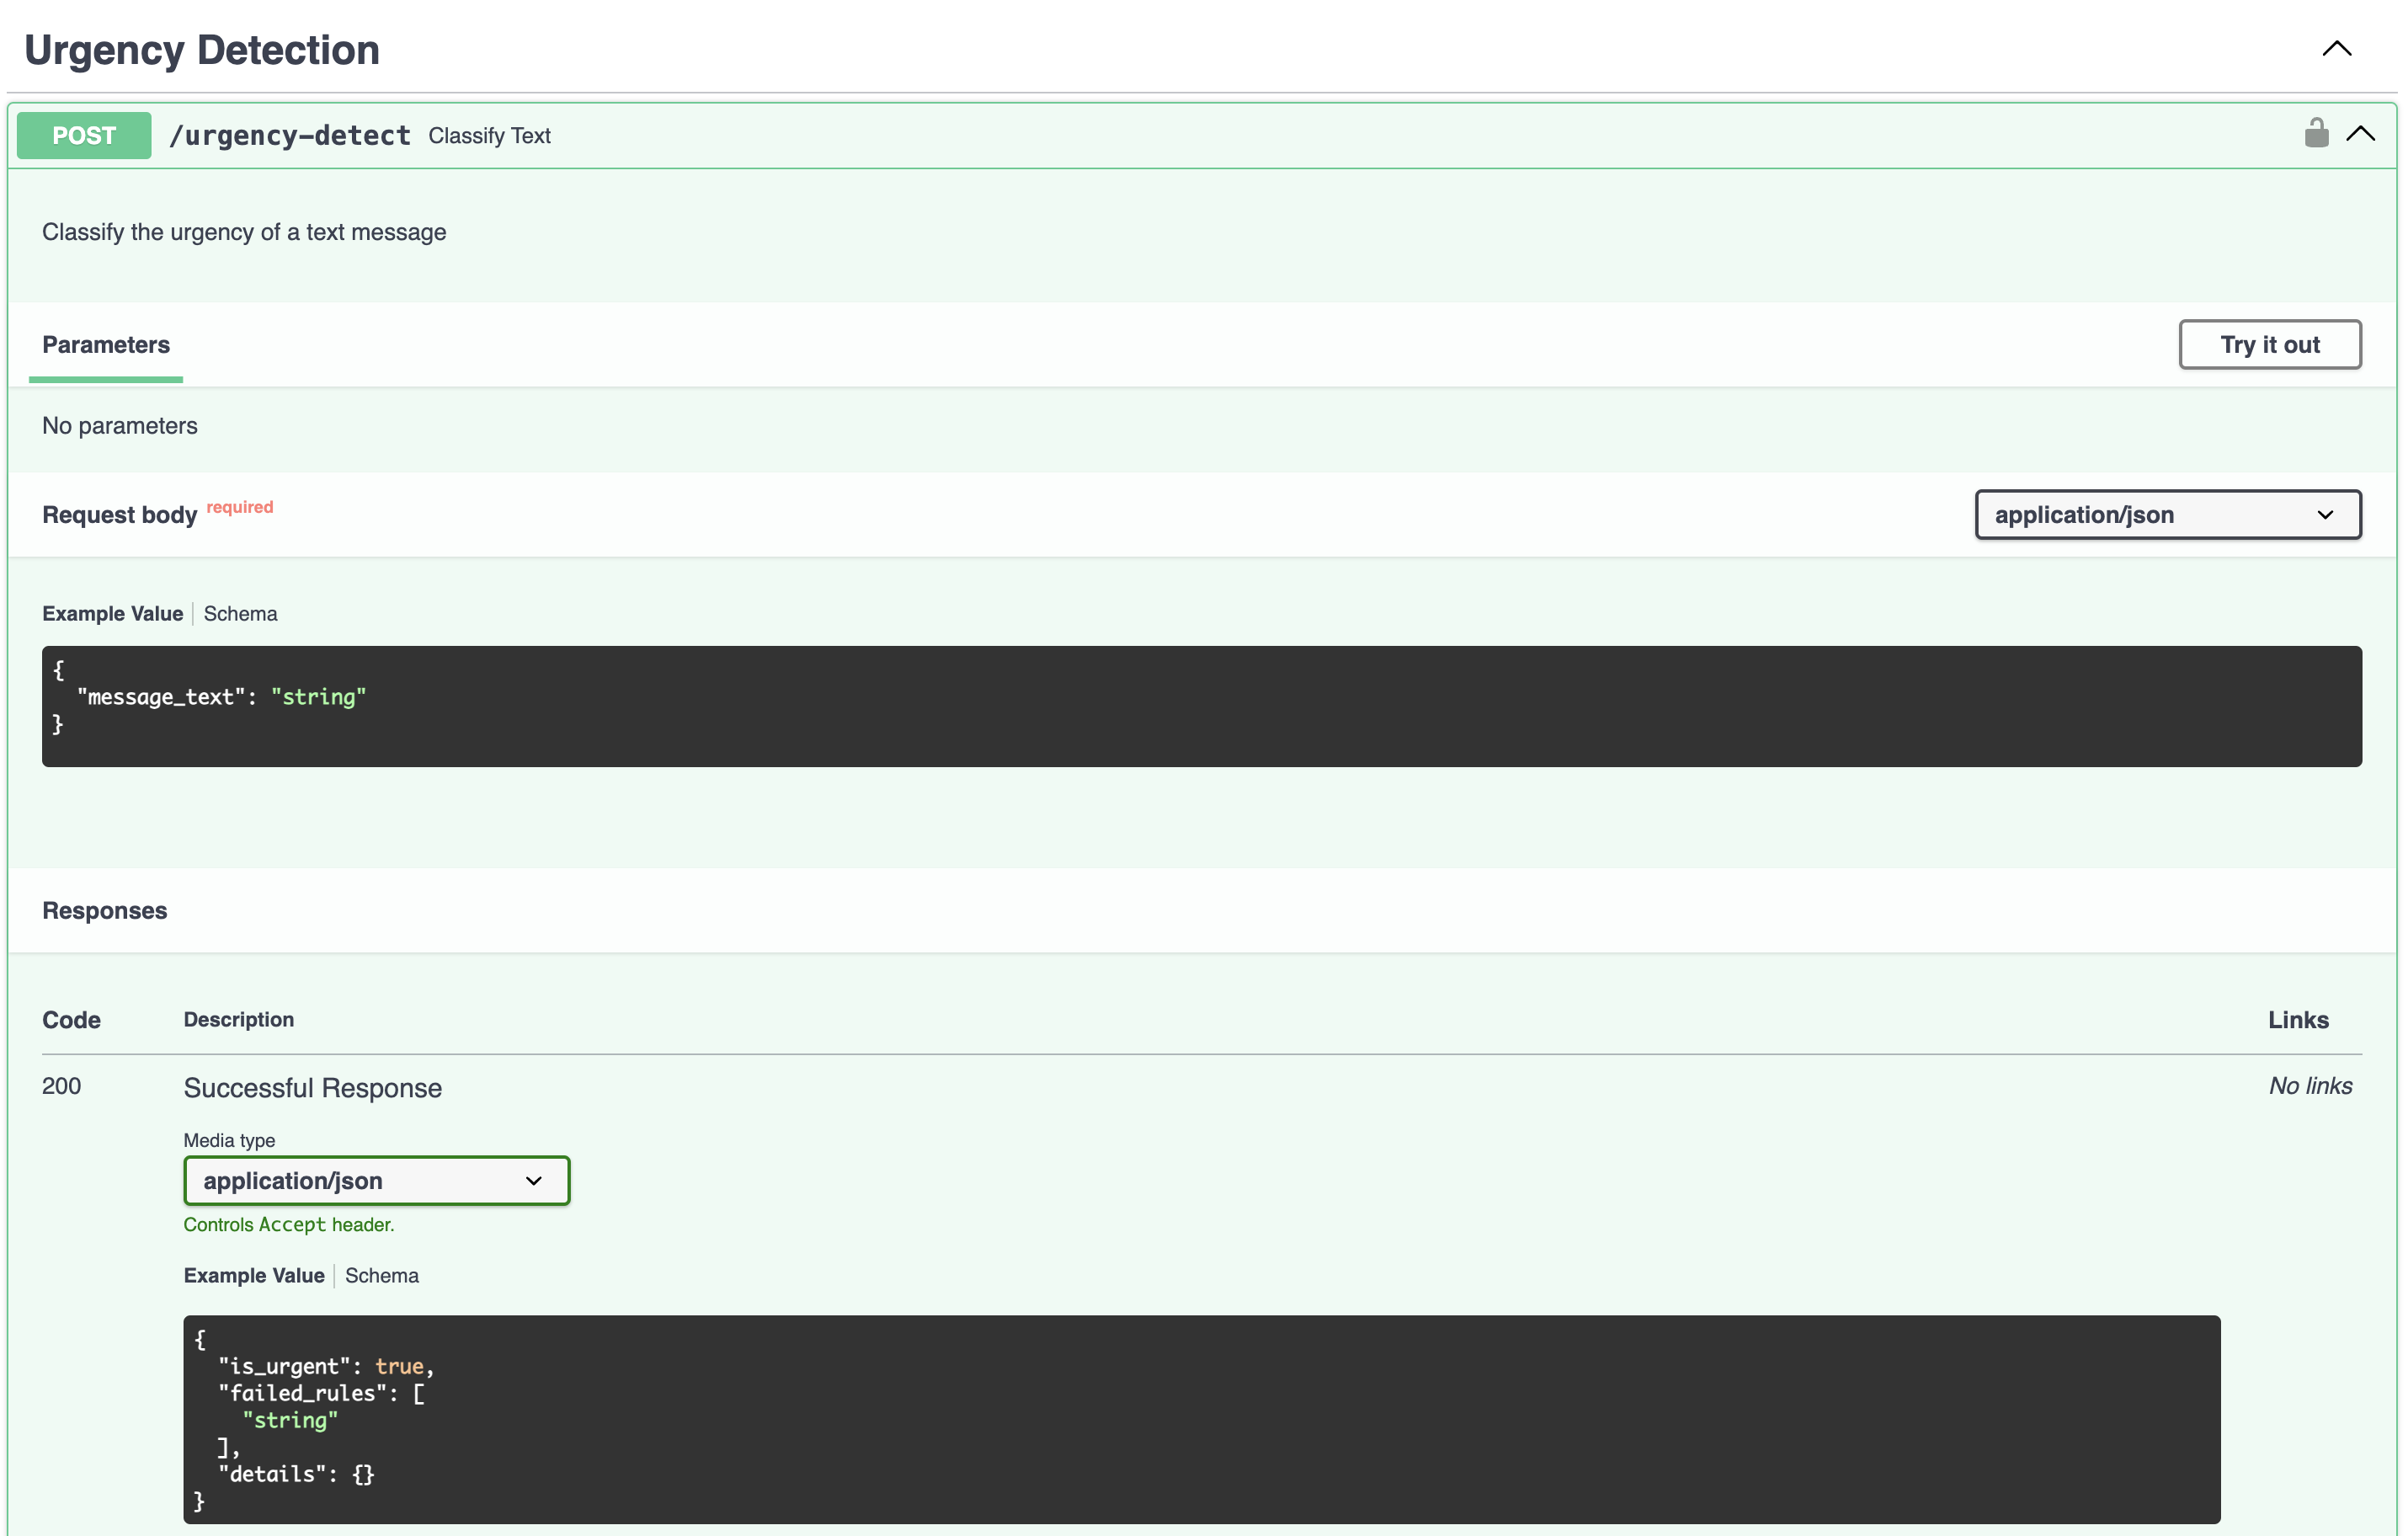 Urgency Detection
POST /urgency-detect Classify Text
Classify the urgency of a text message
Parameters
Try it out
No parameters
Request body required
application/json
Example Value | Schema
{
  "message_text": "string"
}
Responses
Code Description Links
200 Successful Response No links
Media type
application/json
Controls Accept header.
Example Value | Schema
{
  "is_urgent": true,
  "failed_rules": [
    "string"
  ],
  "details": {}
}